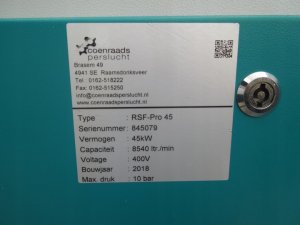 coenraads
perslucht
Brasem 49
4941 SE Raamsdonksveer
Tel : 0162-518222
Fax : 0162-515250
info@coenraadsperslucht.nl
www.coenraadsperslucht.nl
Type : RSF-Pro 45
Serienummer : 845079
Vermogen : 45kW
Capaciteit : 8540 ltr./min
Voltage : 400V
Bouwjaar : 2018
Max. druk : 10 bar